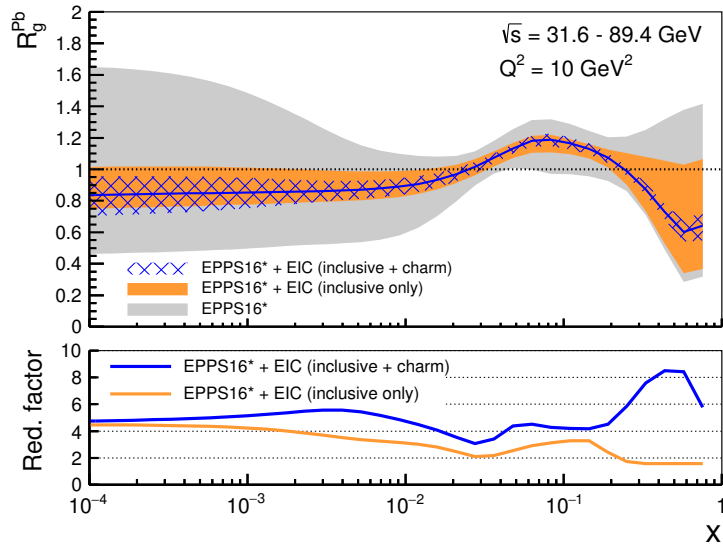 R_g^Pb
2
1.8
1.6
1.4
1.2
1
0.8
0.6
0.4
0.2
0
√s = 31.6 - 89.4 GeV
Q² = 10 GeV²
EPPS16* + EIC (inclusive + charm)
EPPS16* + EIC (inclusive only)
EPPS16*
Red. factor
10
8
6
4
2
0
EPPS16* + EIC (inclusive + charm)
EPPS16* + EIC (inclusive only)
10⁻⁴ 10⁻³ 10⁻² 10⁻¹ 1
x